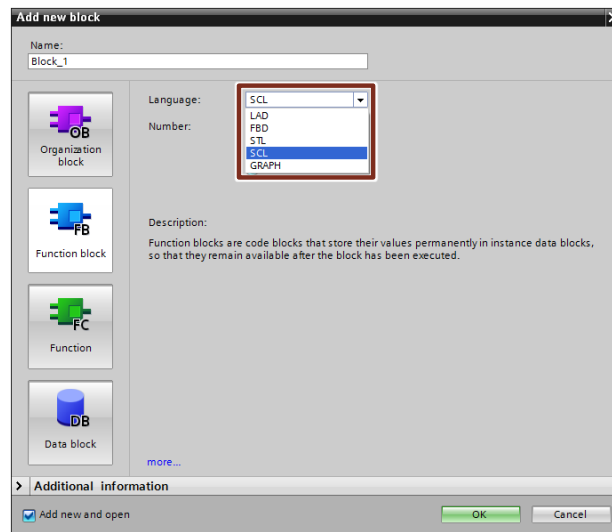 Add new block
Name:
Block_1
OB
Organization
block
FB
Function block
FC
Function
DB
Data block
Language:
SCL
Number:
LAD
FBD
STL
SCL
GRAPH
Description:
Function blocks are code blocks that store their values permanently in instance data blocks,
so that they remain available after the block has been executed.
more...
Additional information
Add new and open
OK
Cancel